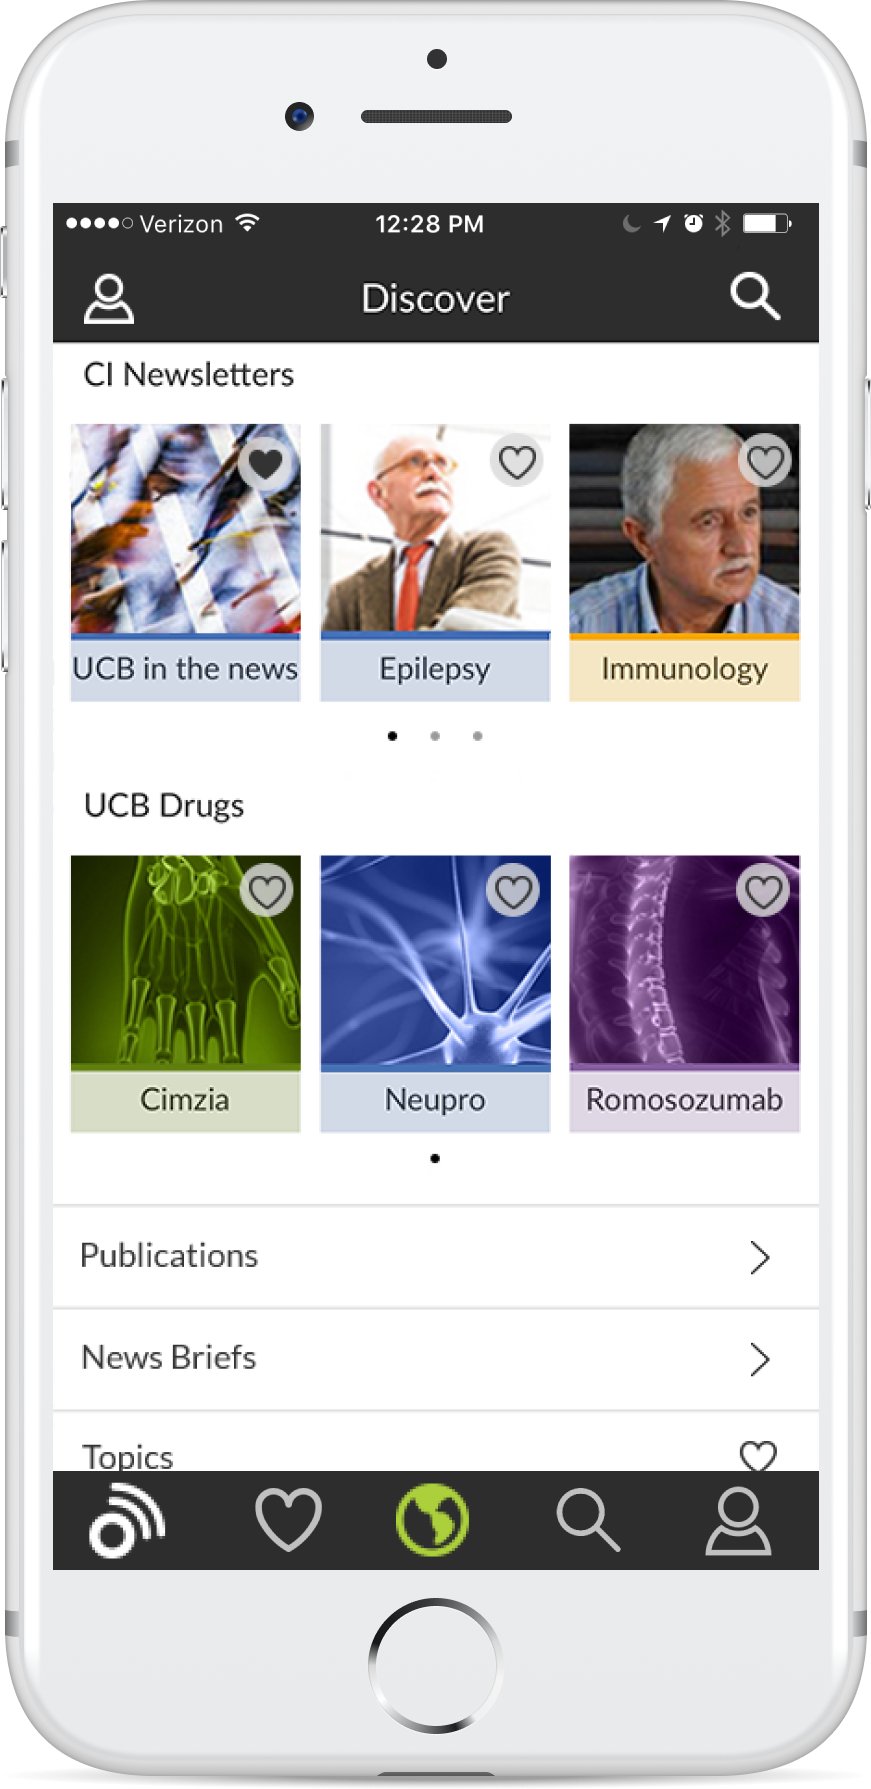 Verizon 12:28 PM
Discover
CI Newsletters
UCB in the news Epilepsy Immunology
UCB Drugs
Cimzia Neupro Romosozumab
Publications
News Briefs
Topics